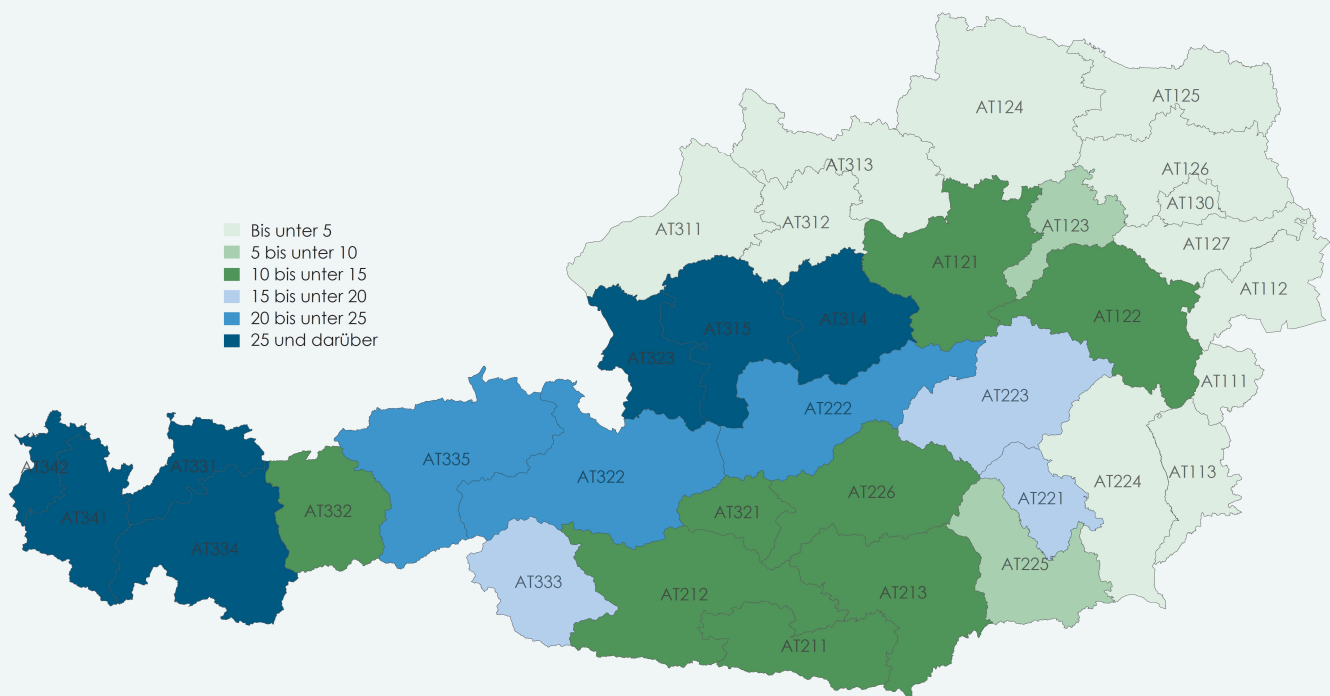 AT124
AT125
AT313
AT126
AT130
AT311
AT312
AT123
Bis unter 5
5 bis unter 10
10 bis unter 15
15 bis unter 20
20 bis unter 25
25 und darüber
AT127
AT121
AT112
AT315
AT314
AT122
AT323
AT111
AT223
AT222
AT342
AT331
AT335
AT322
AT113
AT224
AT226
AT221
AT341
AT332
AT321
AT334
AT225
AT333
AT212
AT213
AT211